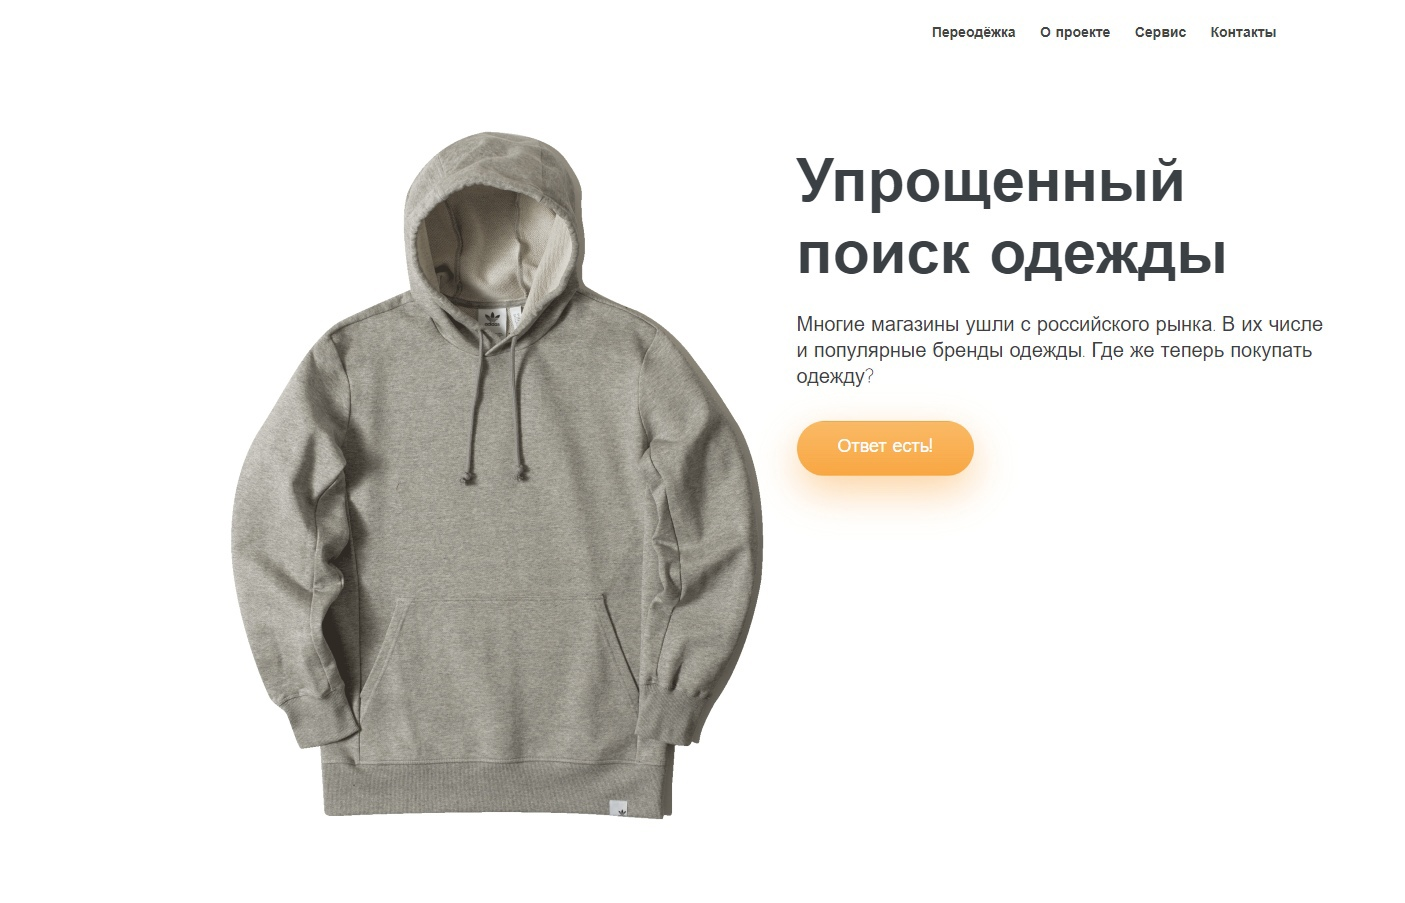 Переодёжка О проекте Сервис Контакты
Упрощенный
поиск одежды
Многие магазины ушли с российского рынка. В их числе
и популярные бренды одежды. Где же теперь покупать
одежду?
Ответ есть!